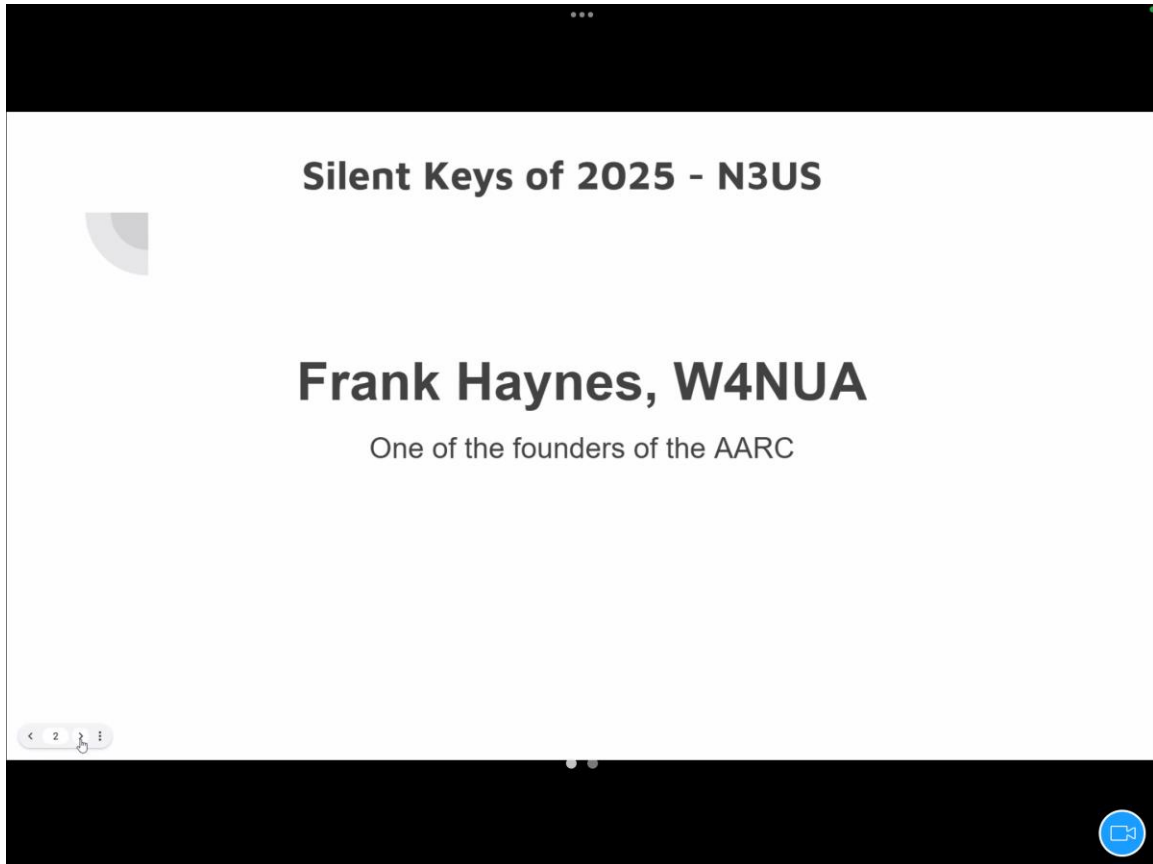 Silent Keys of 2025 - N3US
Frank Haynes, W4NUA
One of the founders of the AARC
2